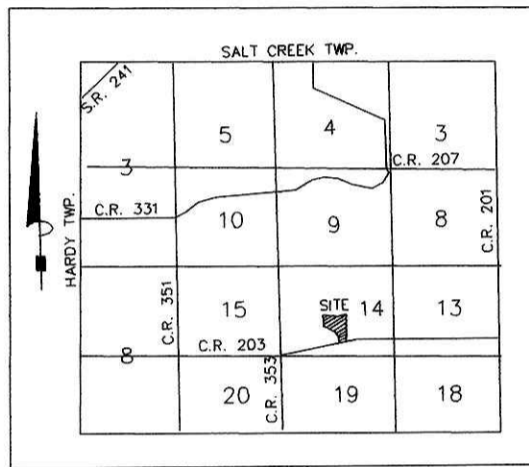 SALT CREEK TWP.
S.R. 241
5
4
3
3
C.R. 207
C.R. 331
10
9
8
C.R. 201
HARDY TWP.
C.R. 351
15
SITE
14
13
8
C.R. 203
C.R. 353
20
19
18